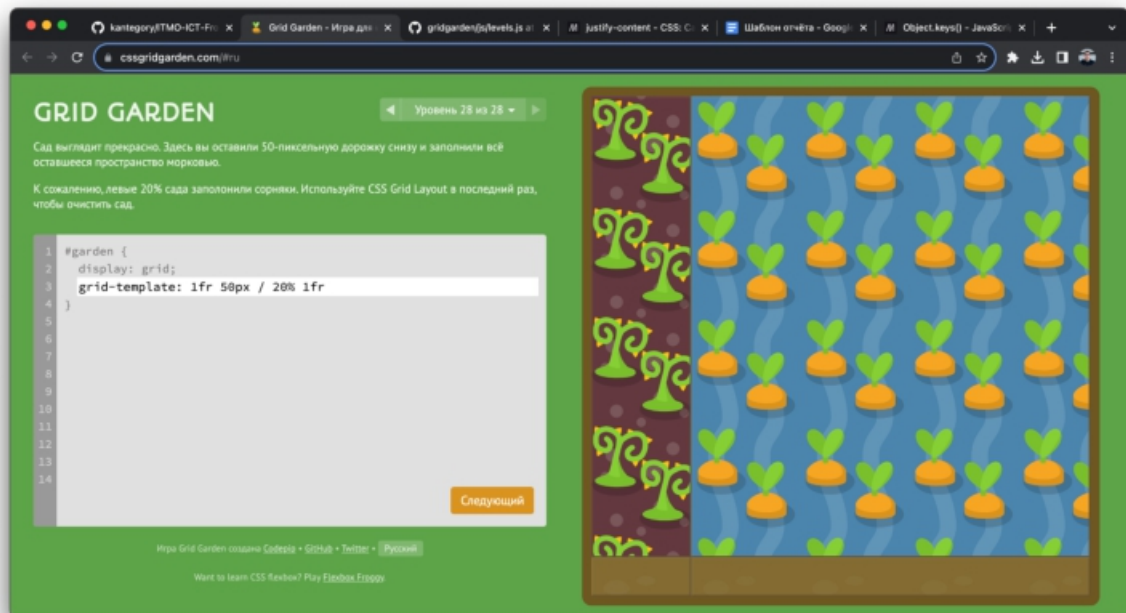 kantegory/ITMO-ICT-Fro
Grid Garden - Игра для
gridgarden/js/levels.js at
justify-content - CSS: C
Шаблон отчёта - Google
Object.keys() - JavaScri
cssgridgarden.com/#ru
GRID GARDEN
Уровень 28 из 28
Сад выглядит прекрасно. Здесь вы оставили 50-пиксельную дорожку снизу и заполнили всё
оставшееся пространство морковью.
К сожалению, левые 20% сада заполонили сорняки. Используйте CSS Grid Layout в последний раз,
чтобы очистить сад.
1 #garden {
2 display: grid;
3 grid-template: 1fr 50px / 20% 1fr
4 }
5
6
7
8
9
10
11
12
13
14
Следующий
Игра Grid Garden создана Codepip • GitHub • Twitter • Русский
Want to learn CSS flexbox? Play Flexbox Froggy.